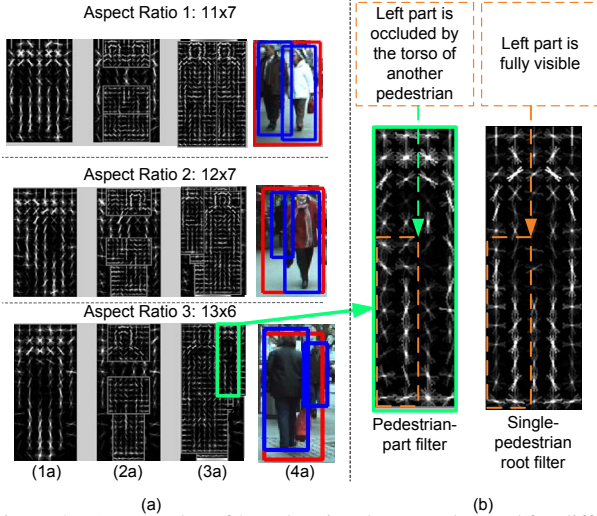 Aspect Ratio 1: 11x7
Aspect Ratio 2: 12x7
Aspect Ratio 3: 13x6
(1a) (2a) (3a) (4a)
(a)
Left part is
occluded by
the torso of
another
pedestrian
Left part is
fully visible
Pedestrian-
part filter
Single-
pedestrian
root filter
(b)